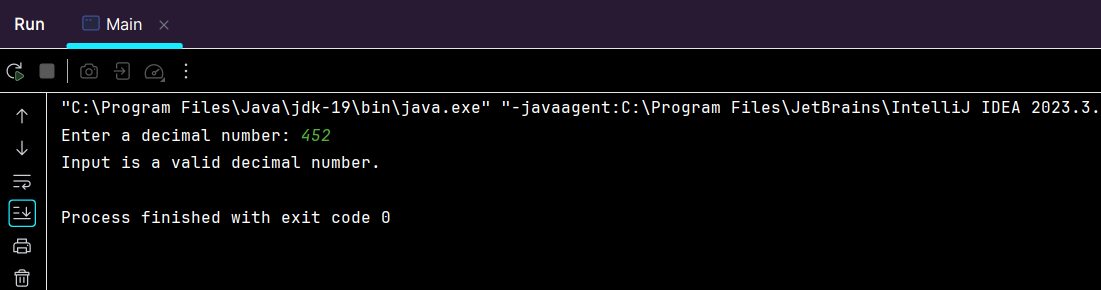 Run Main
"C:\Program Files\Java\jdk-19\bin\java.exe" "-javaagent:C:\Program Files\JetBrains\IntelliJ IDEA 2023.3.
Enter a decimal number: 452
Input is a valid decimal number.
Process finished with exit code 0